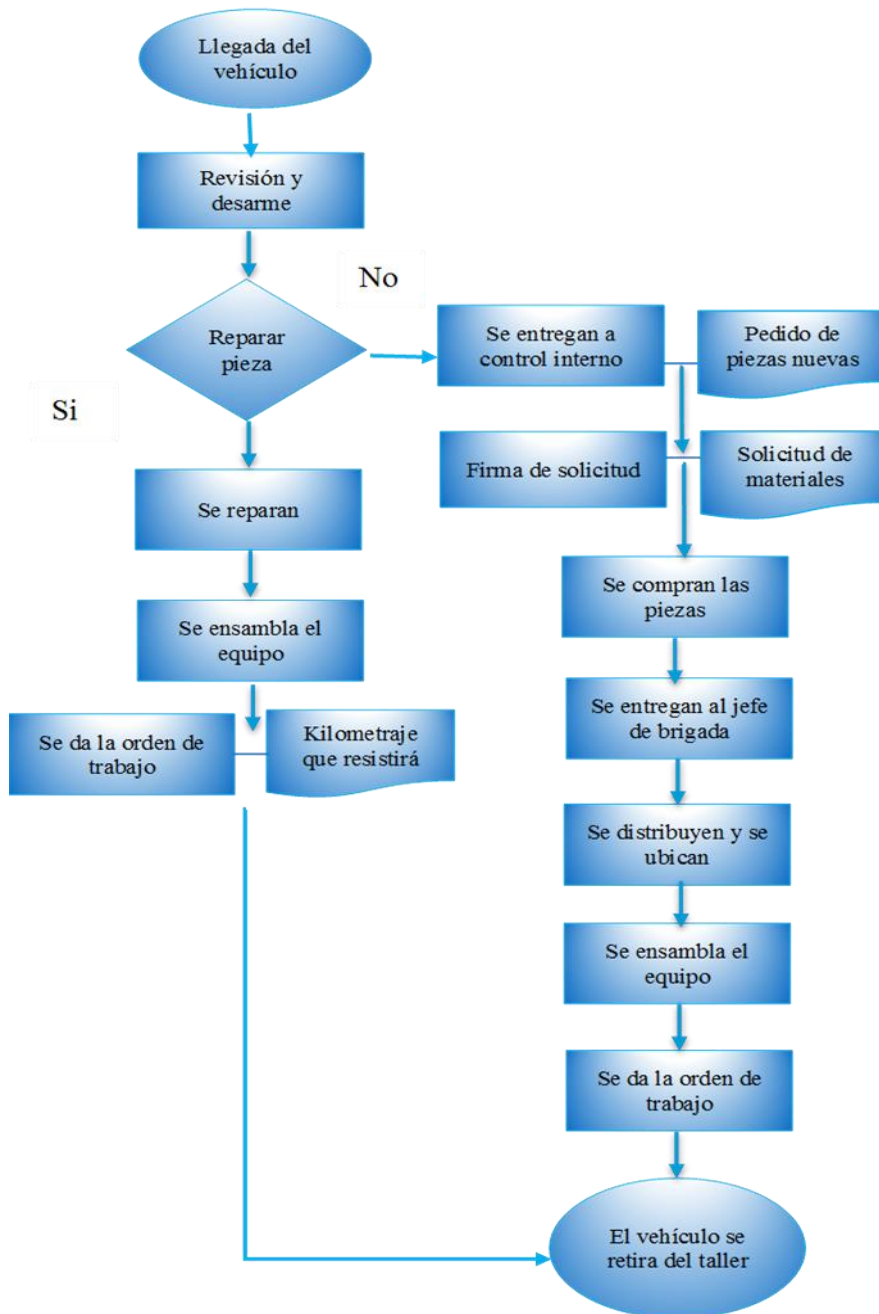 Llegada del
vehículo
Revisión y
desarme
No
Reparar
pieza
Si
Se entregan a
control interno
Pedido de
piezas nuevas
Firma de solicitud
Solicitud de
materiales
Se reparan
Se ensambla el
equipo
Se da la orden de
trabajo
Kilometraje
que resistirá
Se compran las
piezas
Se entregan al jefe
de brigada
Se distribuyen y se
ubican
Se ensambla el
equipo
Se da la orden de
trabajo
El vehículo se
retira del taller